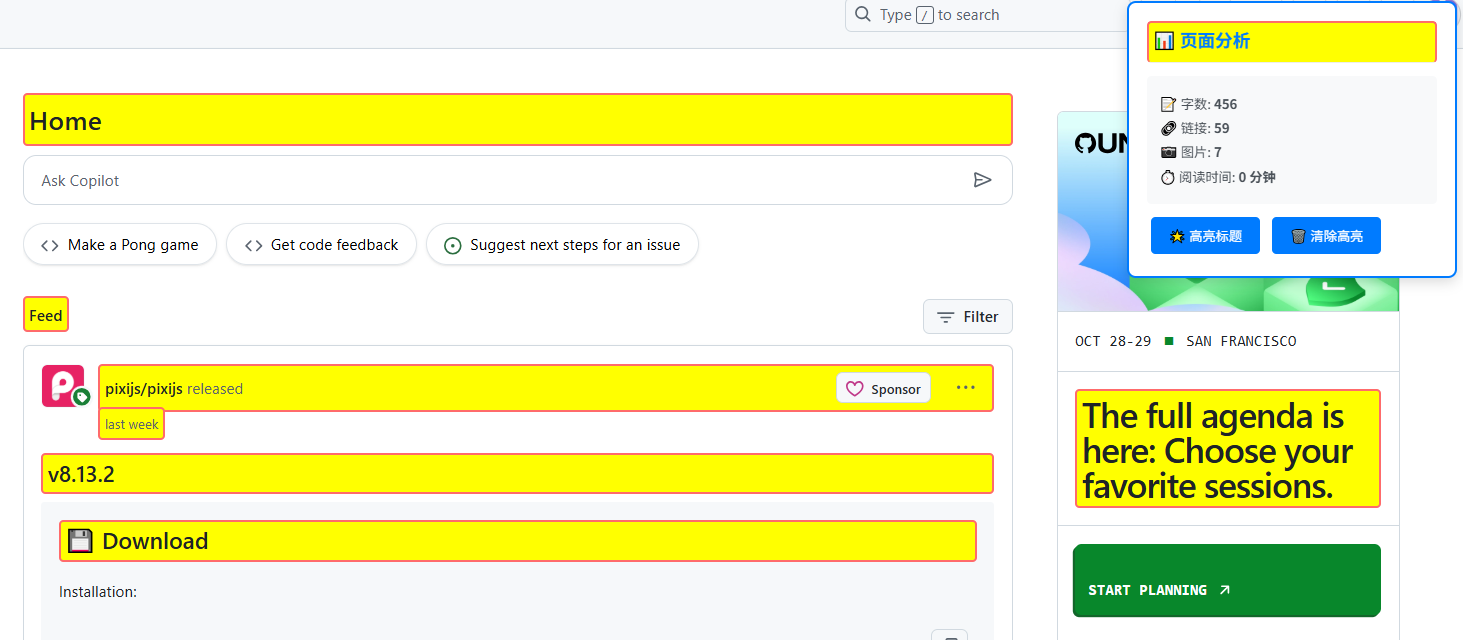 Type / to search
📊 页面分析
📝 字数: 456
🔗 链接: 59
📷 图片: 7
⏱ 阅读时间: 0 分钟
🌟 高亮标题
🗑 清除高亮
Home
Ask Copilot
Make a Pong game
Get code feedback
Suggest next steps for an issue
Feed
Filter
pixijs/pixijs released
Sponsor
last week
v8.13.2
💾 Download
Installation:
UN
OCT 28-29 ■ SAN FRANCISCO
The full agenda is
here: Choose your
favorite sessions.
START PLANNING ↗